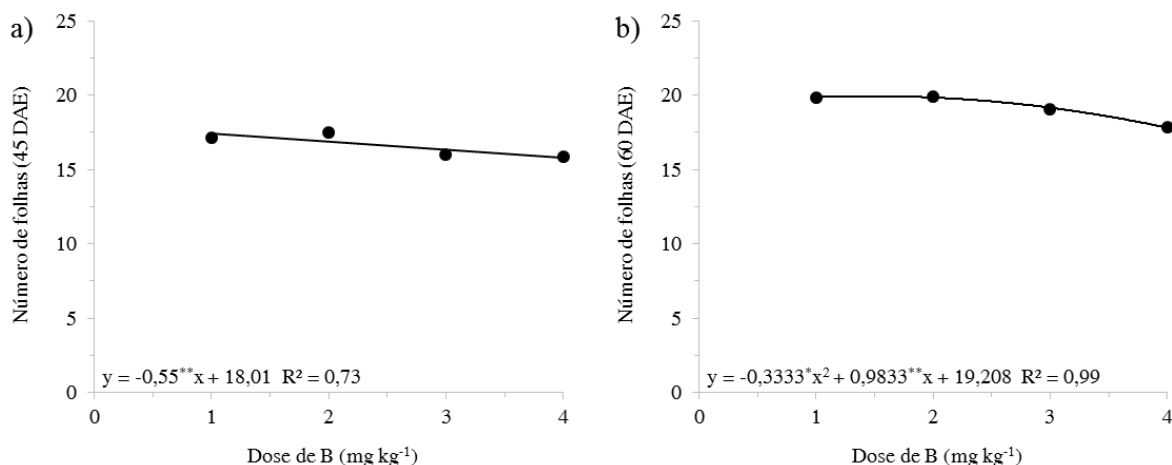 a)
Número de folhas (45 DAE)
25
20
15
10
5
0
y = -0,55**x + 18,01 R² = 0,73
0 1 2 3 4
Dose de B (mg kg⁻¹)
b)
Número de folhas (60 DAE)
25
20
15
10
5
0
y = -0,3333*x² + 0,9833**x + 19,208 R² = 0,99
0 1 2 3 4
Dose de B (mg kg⁻¹)